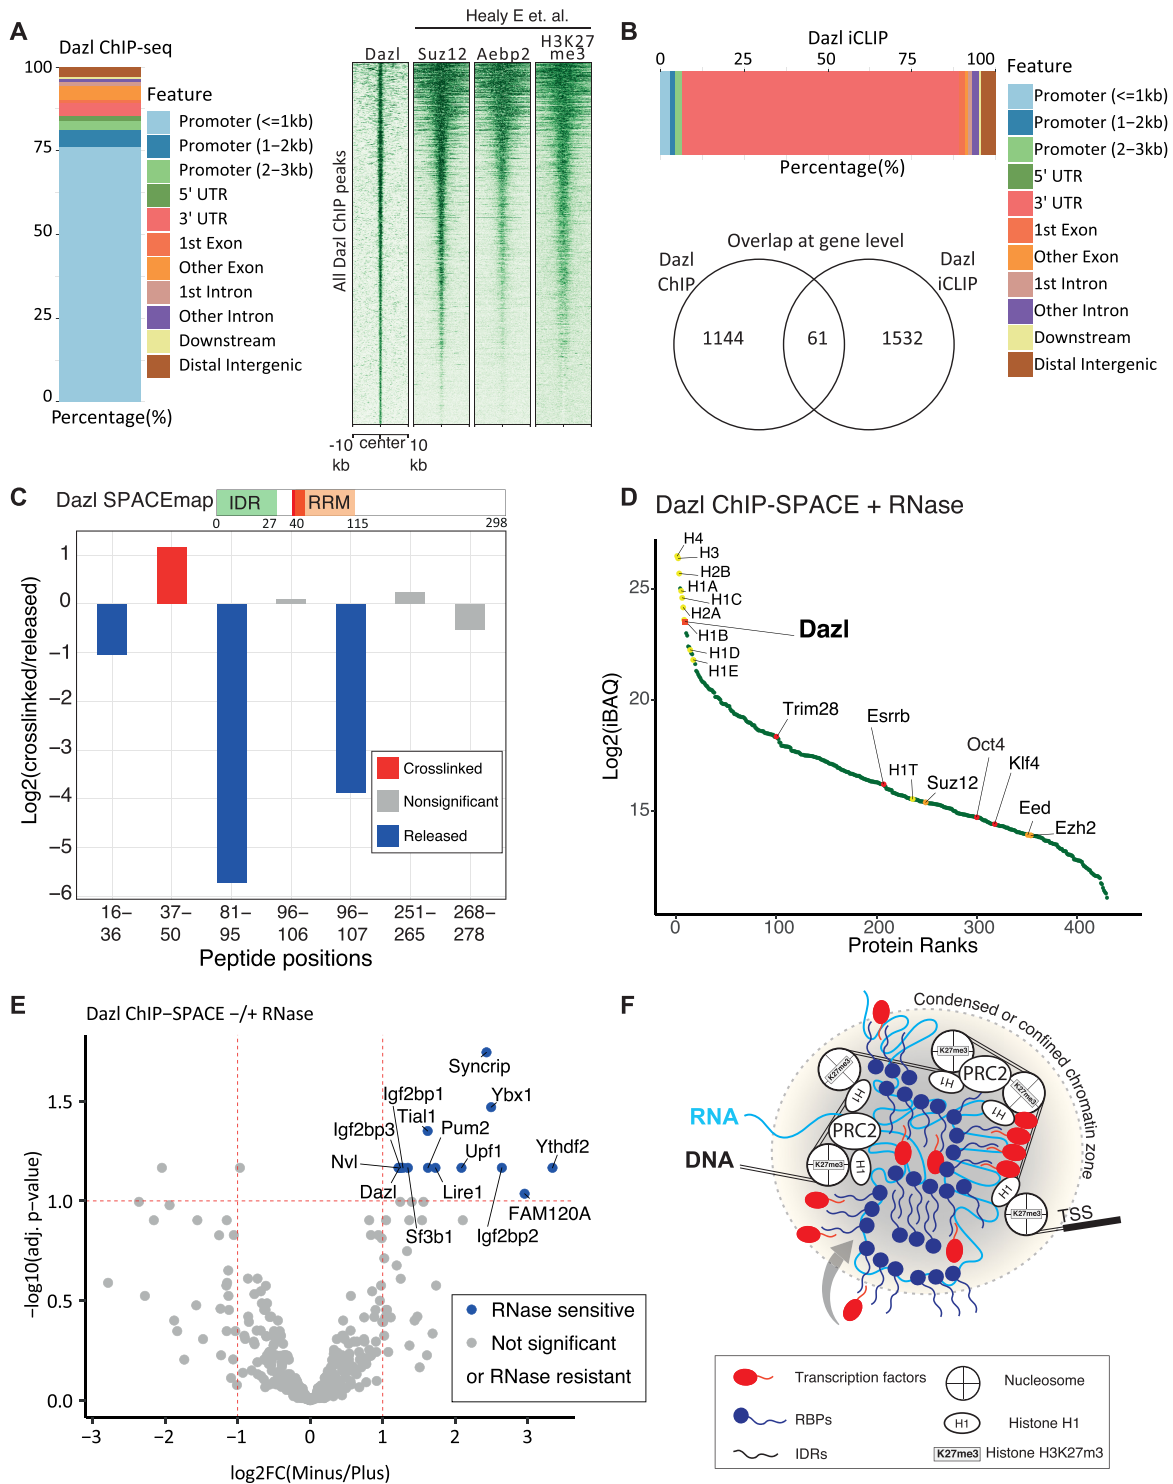 A
Dazl ChIP-seq
100
75
50
25
0
Percentage(%)
Feature
Promoter (<=1kb)
Promoter (1-2kb)
Promoter (2-3kb)
5' UTR
3' UTR
1st Exon
Other Exon
1st Intron
Other Intron
Downstream
Distal Intergenic
Healy E et. al.
Dazl
Suz12
Aebp2
H3K27
me3
All Dazl ChIP peaks
-10
kb
center
10
kb
B
Dazl iCLIP
0
25
50
75
100
Percentage(%)
Feature
Promoter (<=1kb)
Promoter (1-2kb)
Promoter (2-3kb)
5' UTR
3' UTR
1st Exon
Other Exon
1st Intron
Other Intron
Downstream
Distal Intergenic
Overlap at gene level
Dazl
ChIP
Dazl
iCLIP
1144
61
1532
C
Dazl SPACEmap
IDR
RRM
0
27
40
115
298
Log2(crosslinked/released)
1
0
-1
-2
-3
-4
-5
-6
Crosslinked
Nonsignificant
Released
16-
36
37-
50
81-
95
96-
106
96-
107
251-
265
268-
278
Peptide positions
D
Dazl ChIP-SPACE + RNase
Log2(iBAQ)
25
20
15
H4
H3
H2B
H1A
H1C
H2A
H1B
H1D
H1E
Dazl
Trim28
Esrrb
H1T
Suz12
Oct4
Klf4
Eed
Ezh2
0
100
200
300
400
Protein Ranks
E
Dazl ChIP-SPACE -/+ RNase
-log10(adj. p-value)
1.5
1.0
0.5
0.0
Syncrip
Ybx1
Igf2bp1
Tial1
Igf2bp3
Pum2
Nvl
Upf1
Ythdf2
Dazl
Lire1
FAM120A
Sf3b1
Igf2bp2
RNase sensitive
Not significant
or RNase resistant
-3
-2
-1
0
1
2
3
log2FC(Minus/Plus)
F
Condensed or confined chromatin zone
K27me3
K27me3
K27me3
K27me3
K27me3
H1
H1
H1
H1
H1
PRC2
PRC2
RNA
DNA
TSS
Transcription factors
RBPs
IDRs
Nucleosome
H1
Histone H1
K27me3
Histone H3K27m3